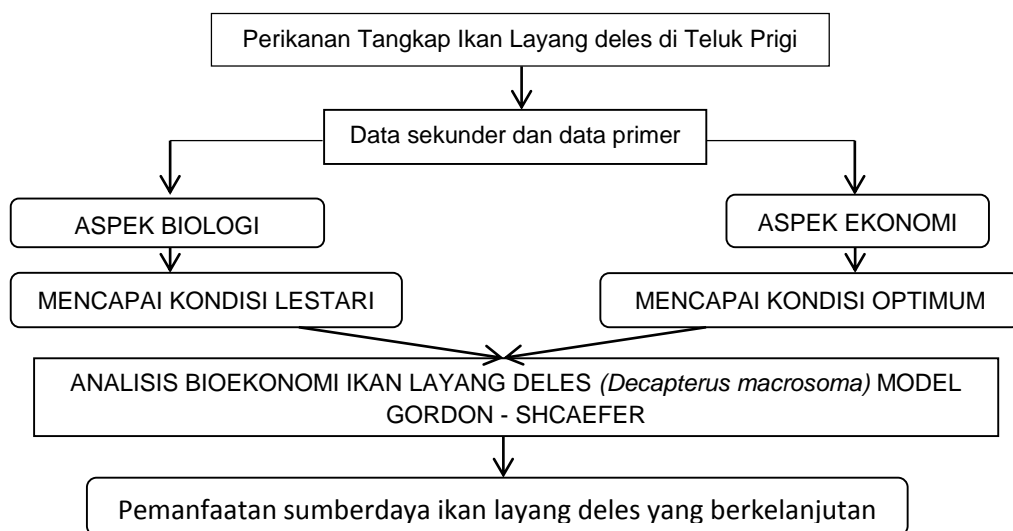 Perikanan Tangkap Ikan Layang deles di Teluk Prigi
Data sekunder dan data primer
ASPEK BIOLOGI
ASPEK EKONOMI
MENCAPAI KONDISI LESTARI
MENCAPAI KONDISI OPTIMUM
ANALISIS BIOEKONOMI IKAN LAYANG DELES (Decapterus macrosoma) MODEL
GORDON - SHCAEFER
Pemanfaatan sumberdaya ikan layang deles yang berkelanjutan